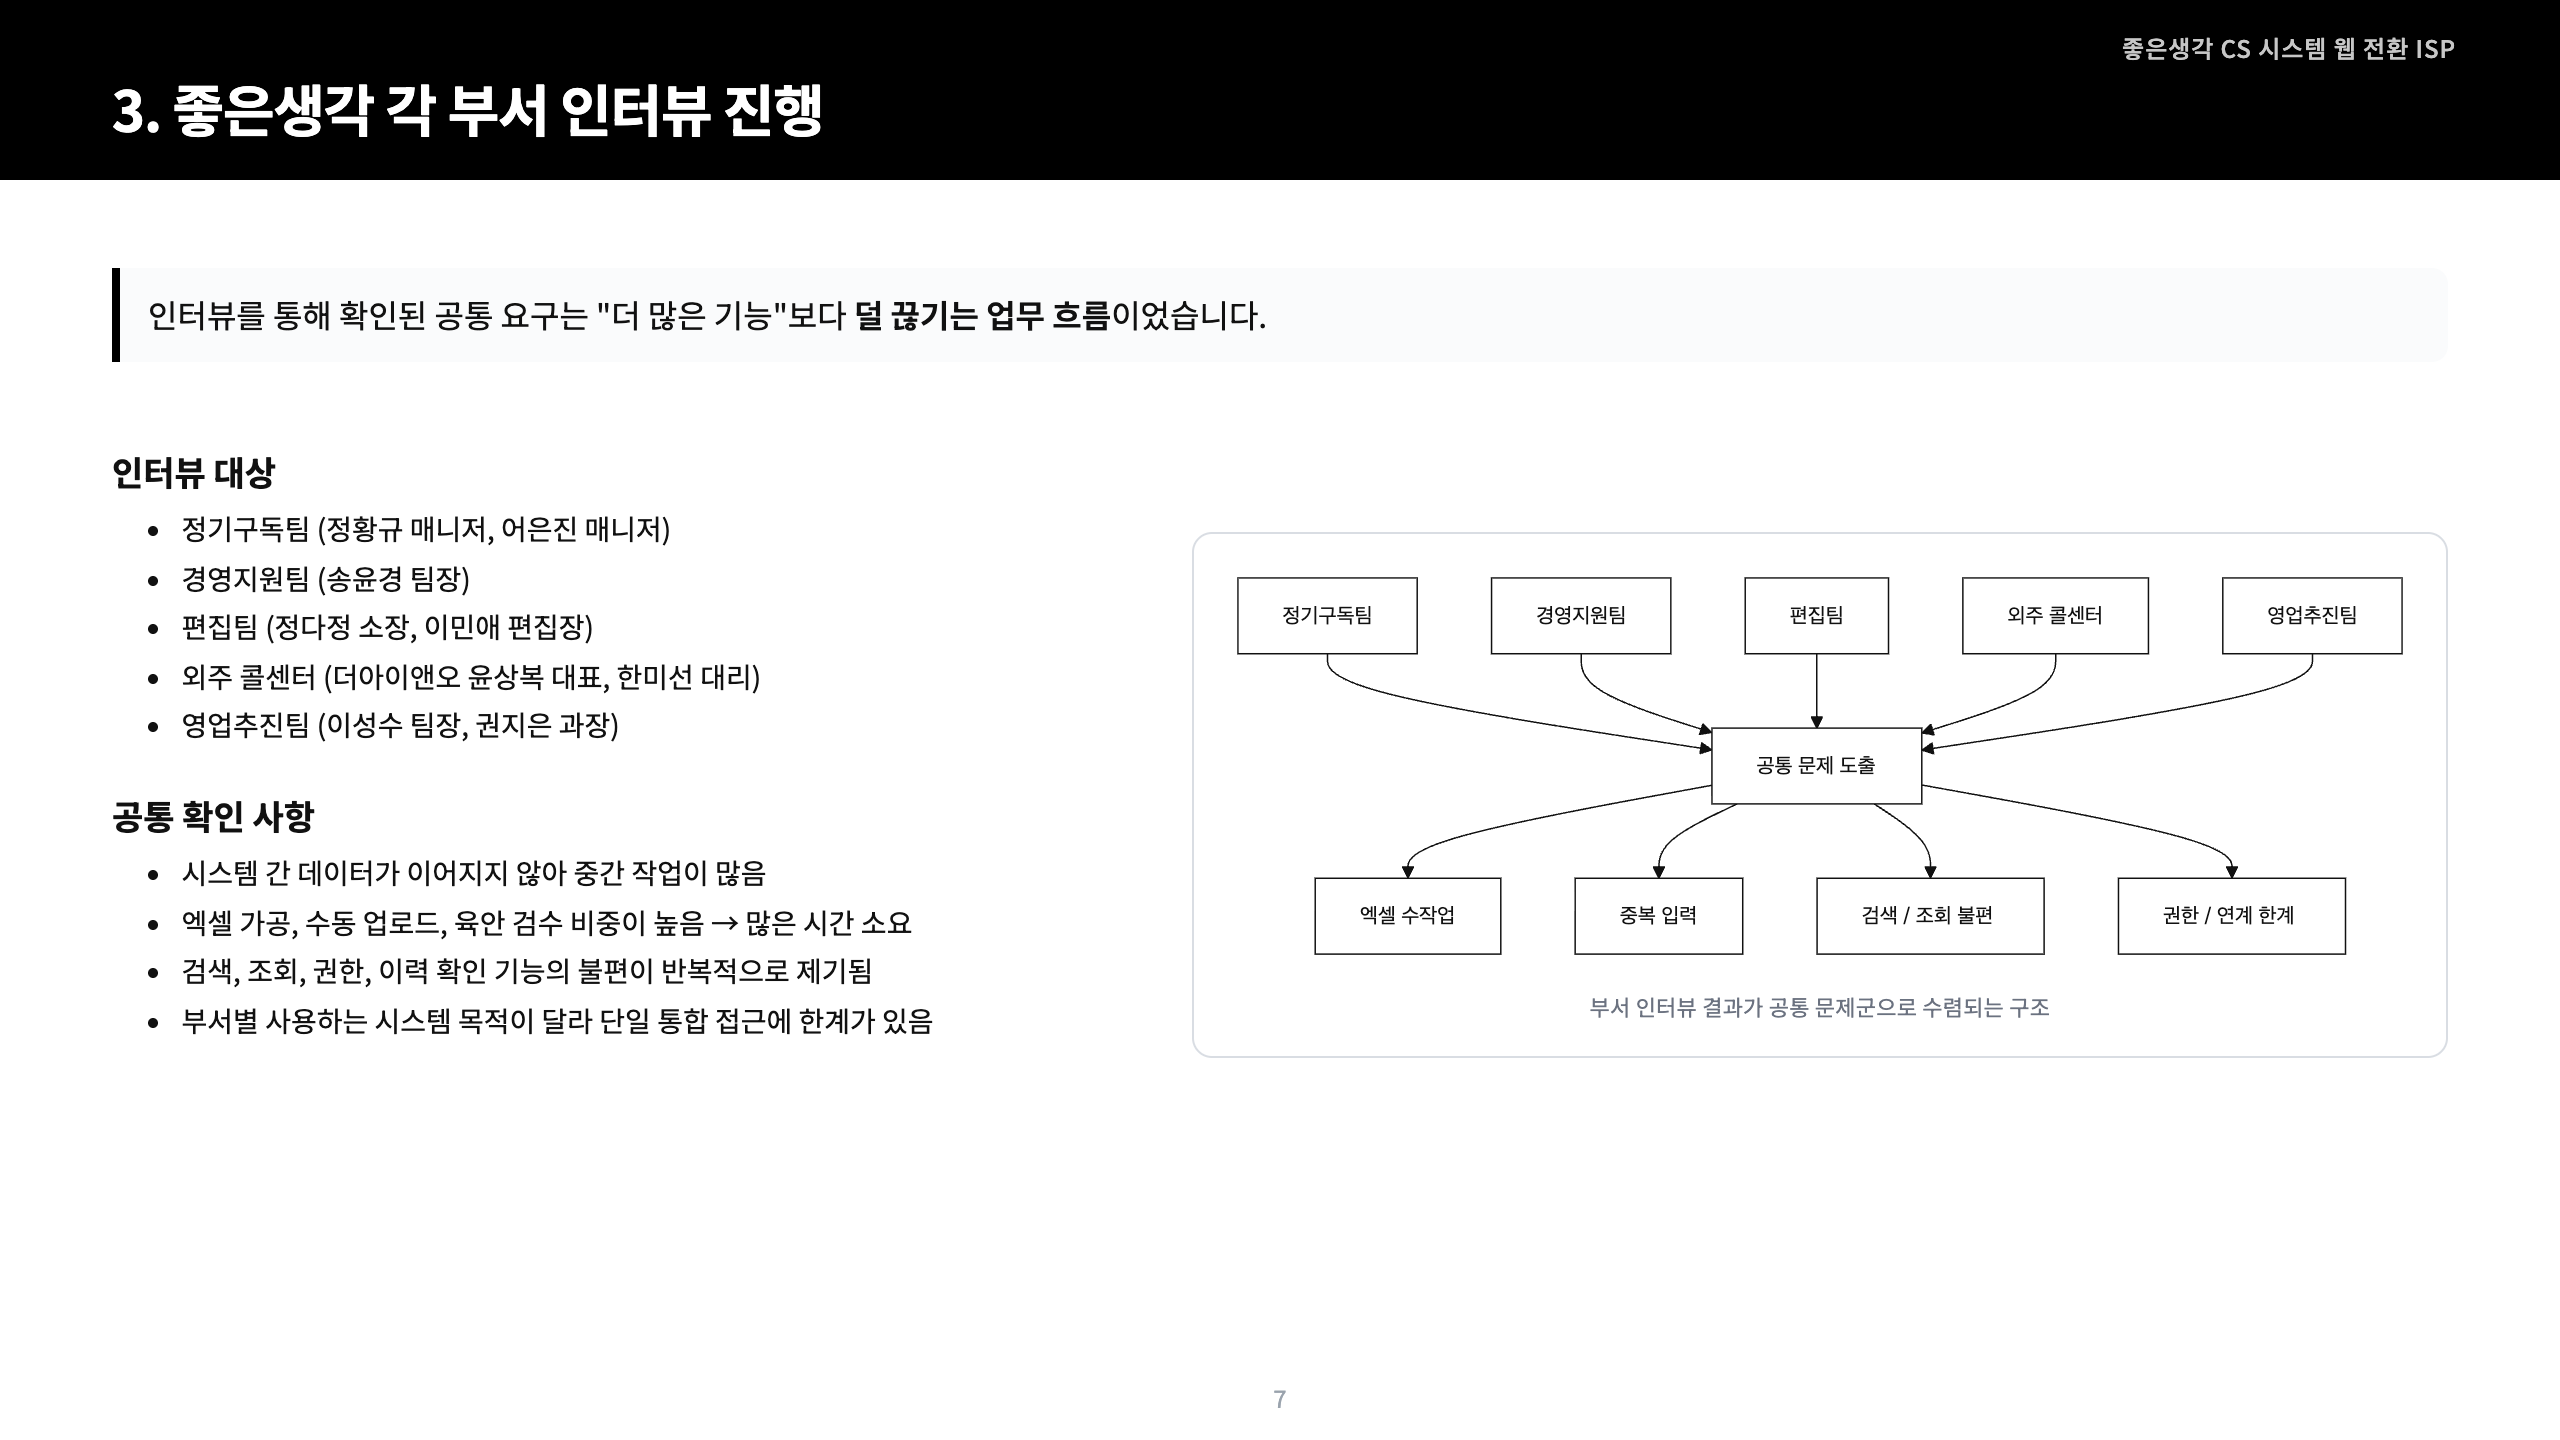 좋은생각 CS 시스템 웹 전환 ISP
3. 좋은생각 각 부서 인터뷰 진행
인터뷰를 통해 확인된 공통 요구는 "더 많은 기능"보다 덜 끊기는 업무 흐름이었습니다.
인터뷰 대상
• 정기구독팀 (정황규 매니저, 어은진 매니저)
• 경영지원팀 (송윤경 팀장)
• 편집팀 (정다정 소장, 이민애 편집장)
• 외주 콜센터 (더아이앤오 윤상복 대표, 한미선 대리)
• 영업추진팀 (이성수 팀장, 권지은 과장)
공통 확인 사항
• 시스템 간 데이터가 이어지지 않아 중간 작업이 많음
• 엑셀 가공, 수동 업로드, 육안 검수 비중이 높음 → 많은 시간 소요
• 검색, 조회, 권한, 이력 확인 기능의 불편이 반복적으로 제기됨
• 부서별 사용하는 시스템 목적이 달라 단일 통합 접근에 한계가 있음
정기구독팀
경영지원팀
편집팀
외주 콜센터
영업추진팀
공통 문제 도출
엑셀 수작업
중복 입력
검색 / 조회 불편
권한 / 연계 한계
부서 인터뷰 결과가 공통 문제군으로 수렴되는 구조
7